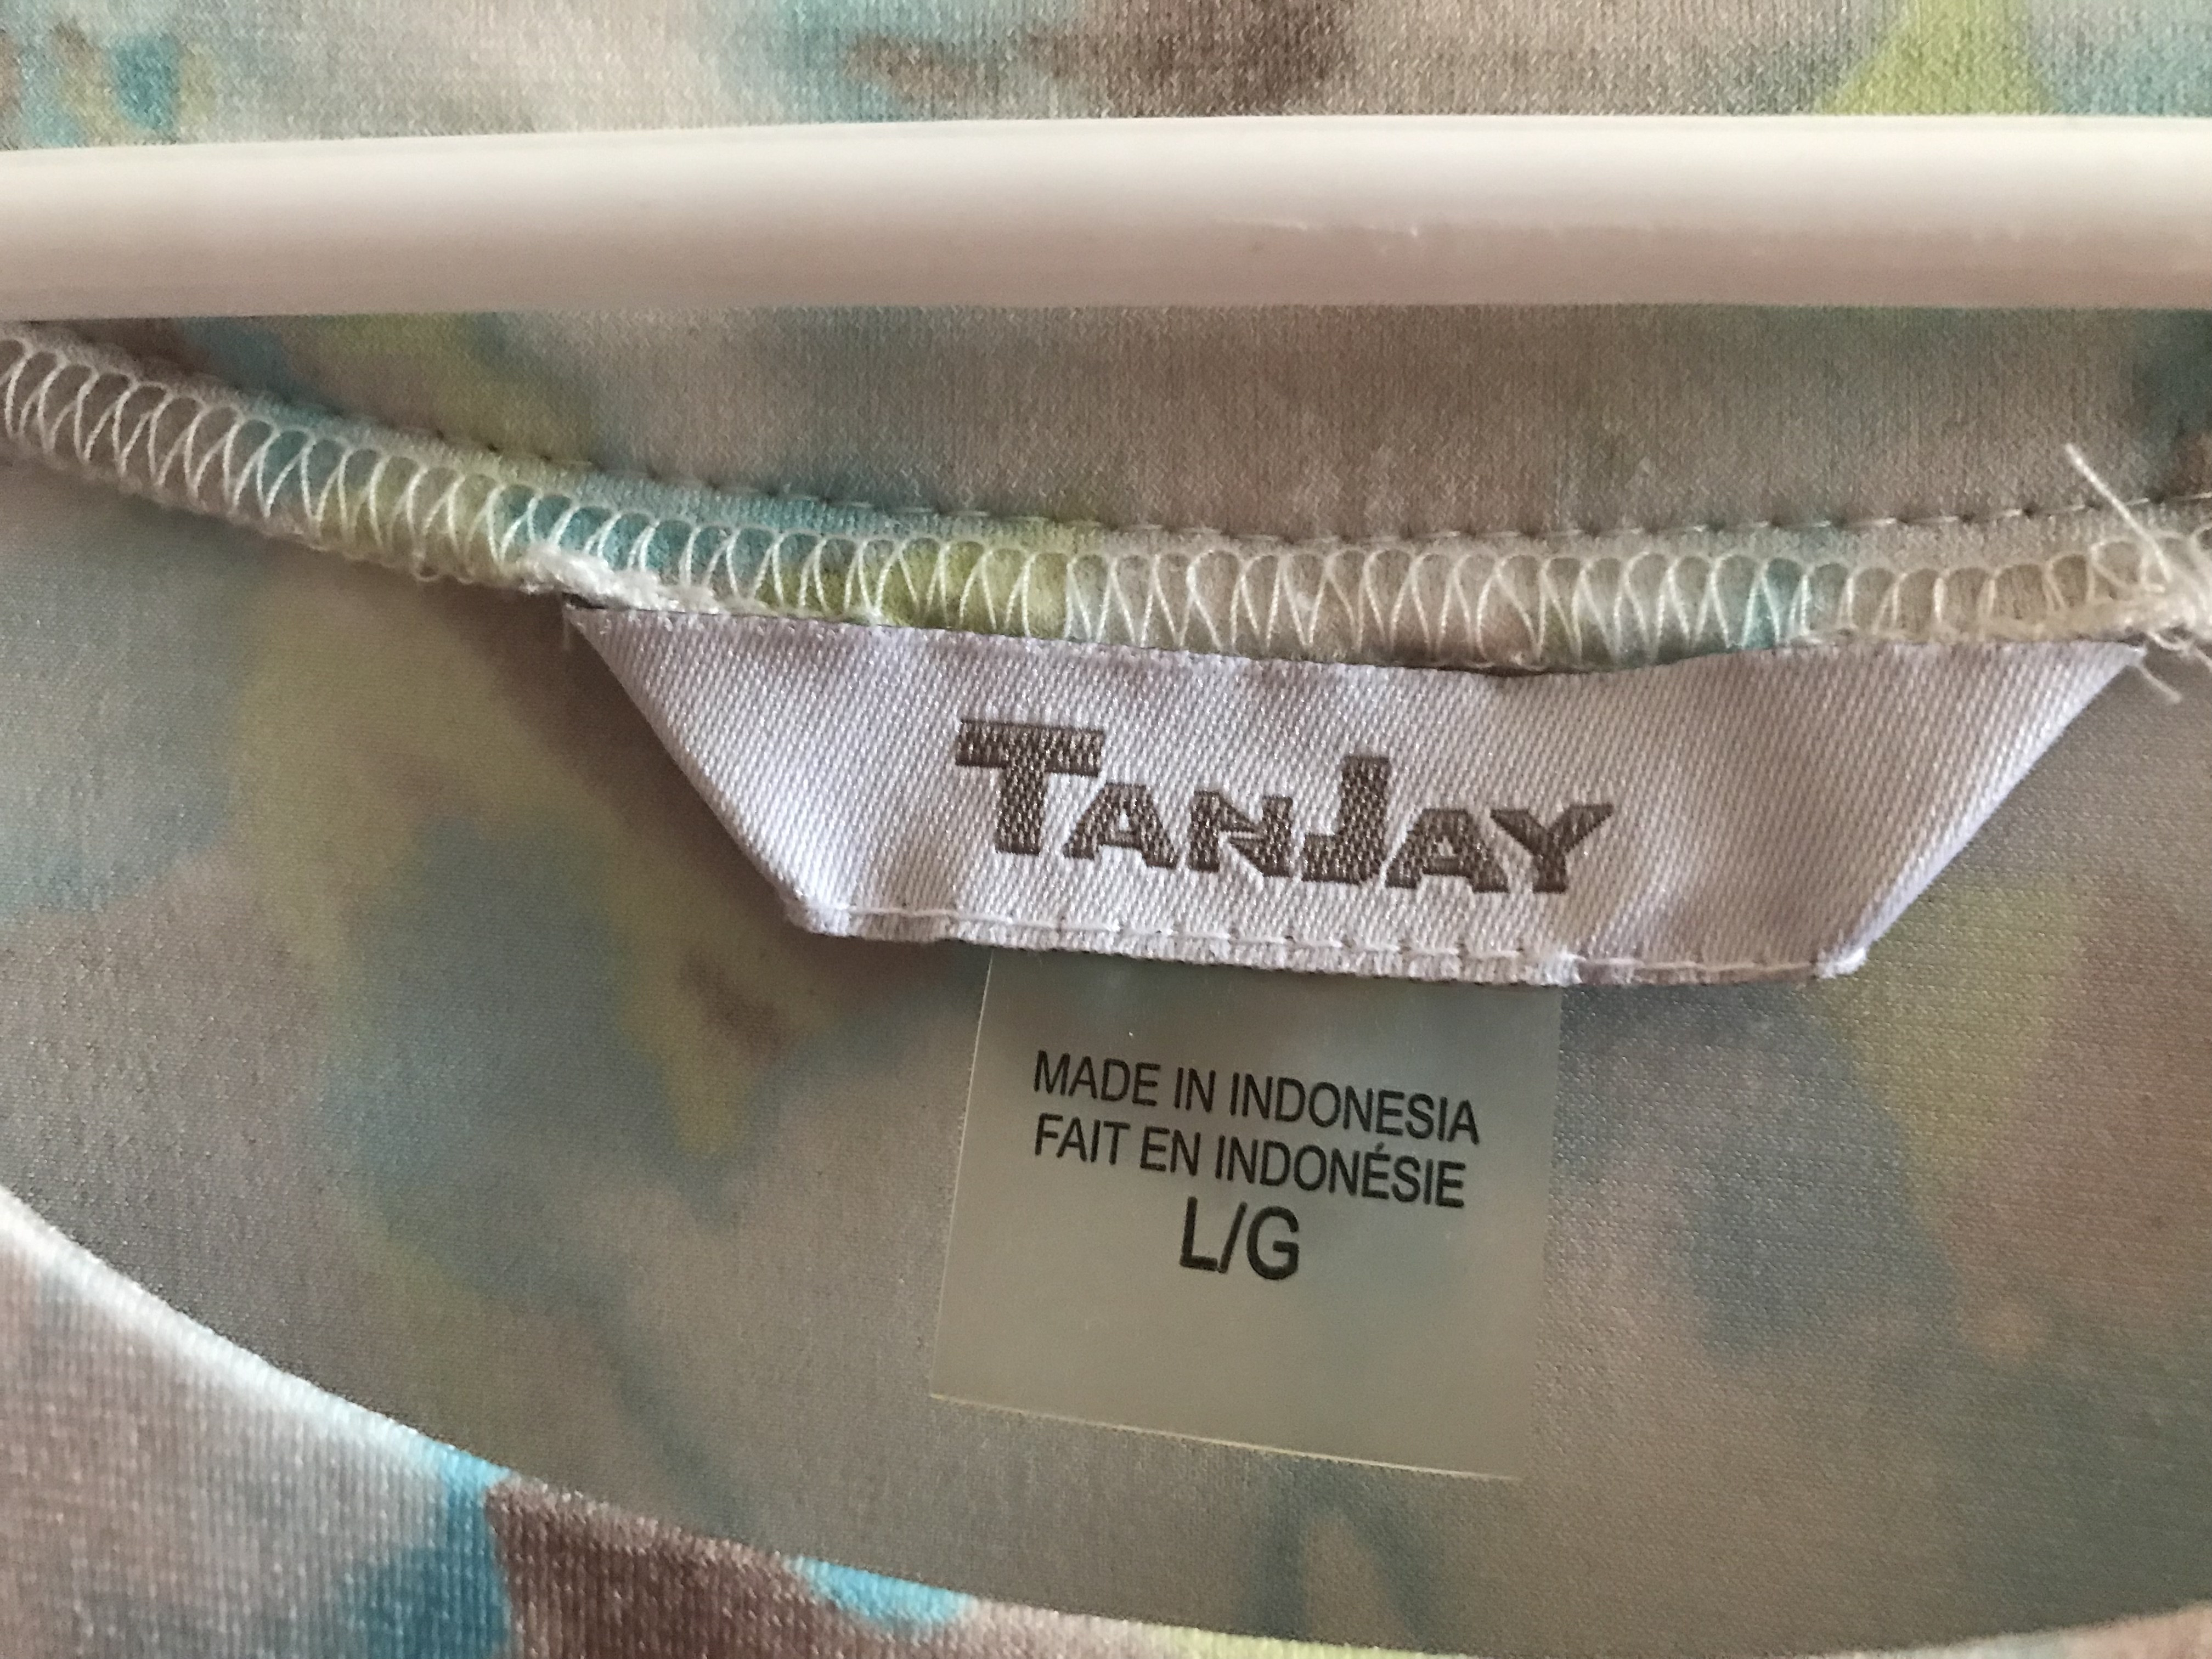 TANJAY
MADE IN INDONESIA
FAIT EN INDONÉSIE
L/G